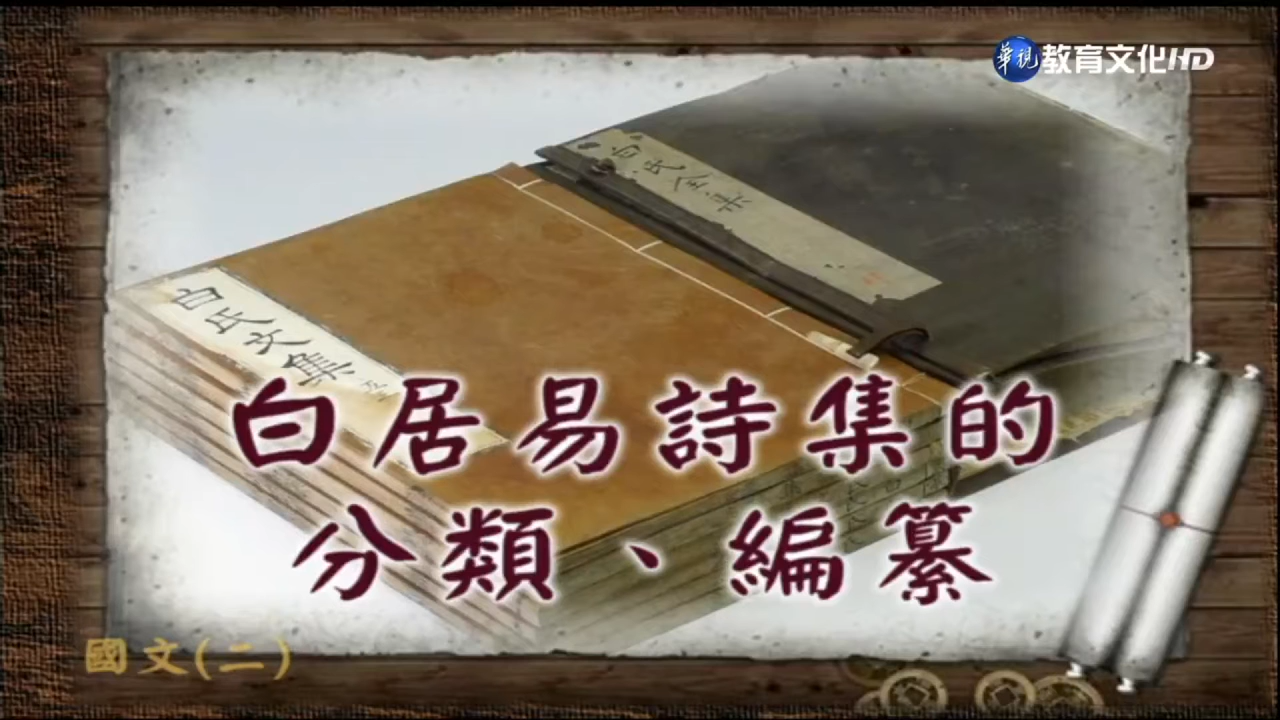 華視 教育文化HD
白氏全集
白氏文集
白居易詩集的
分類、編纂
國文(二)